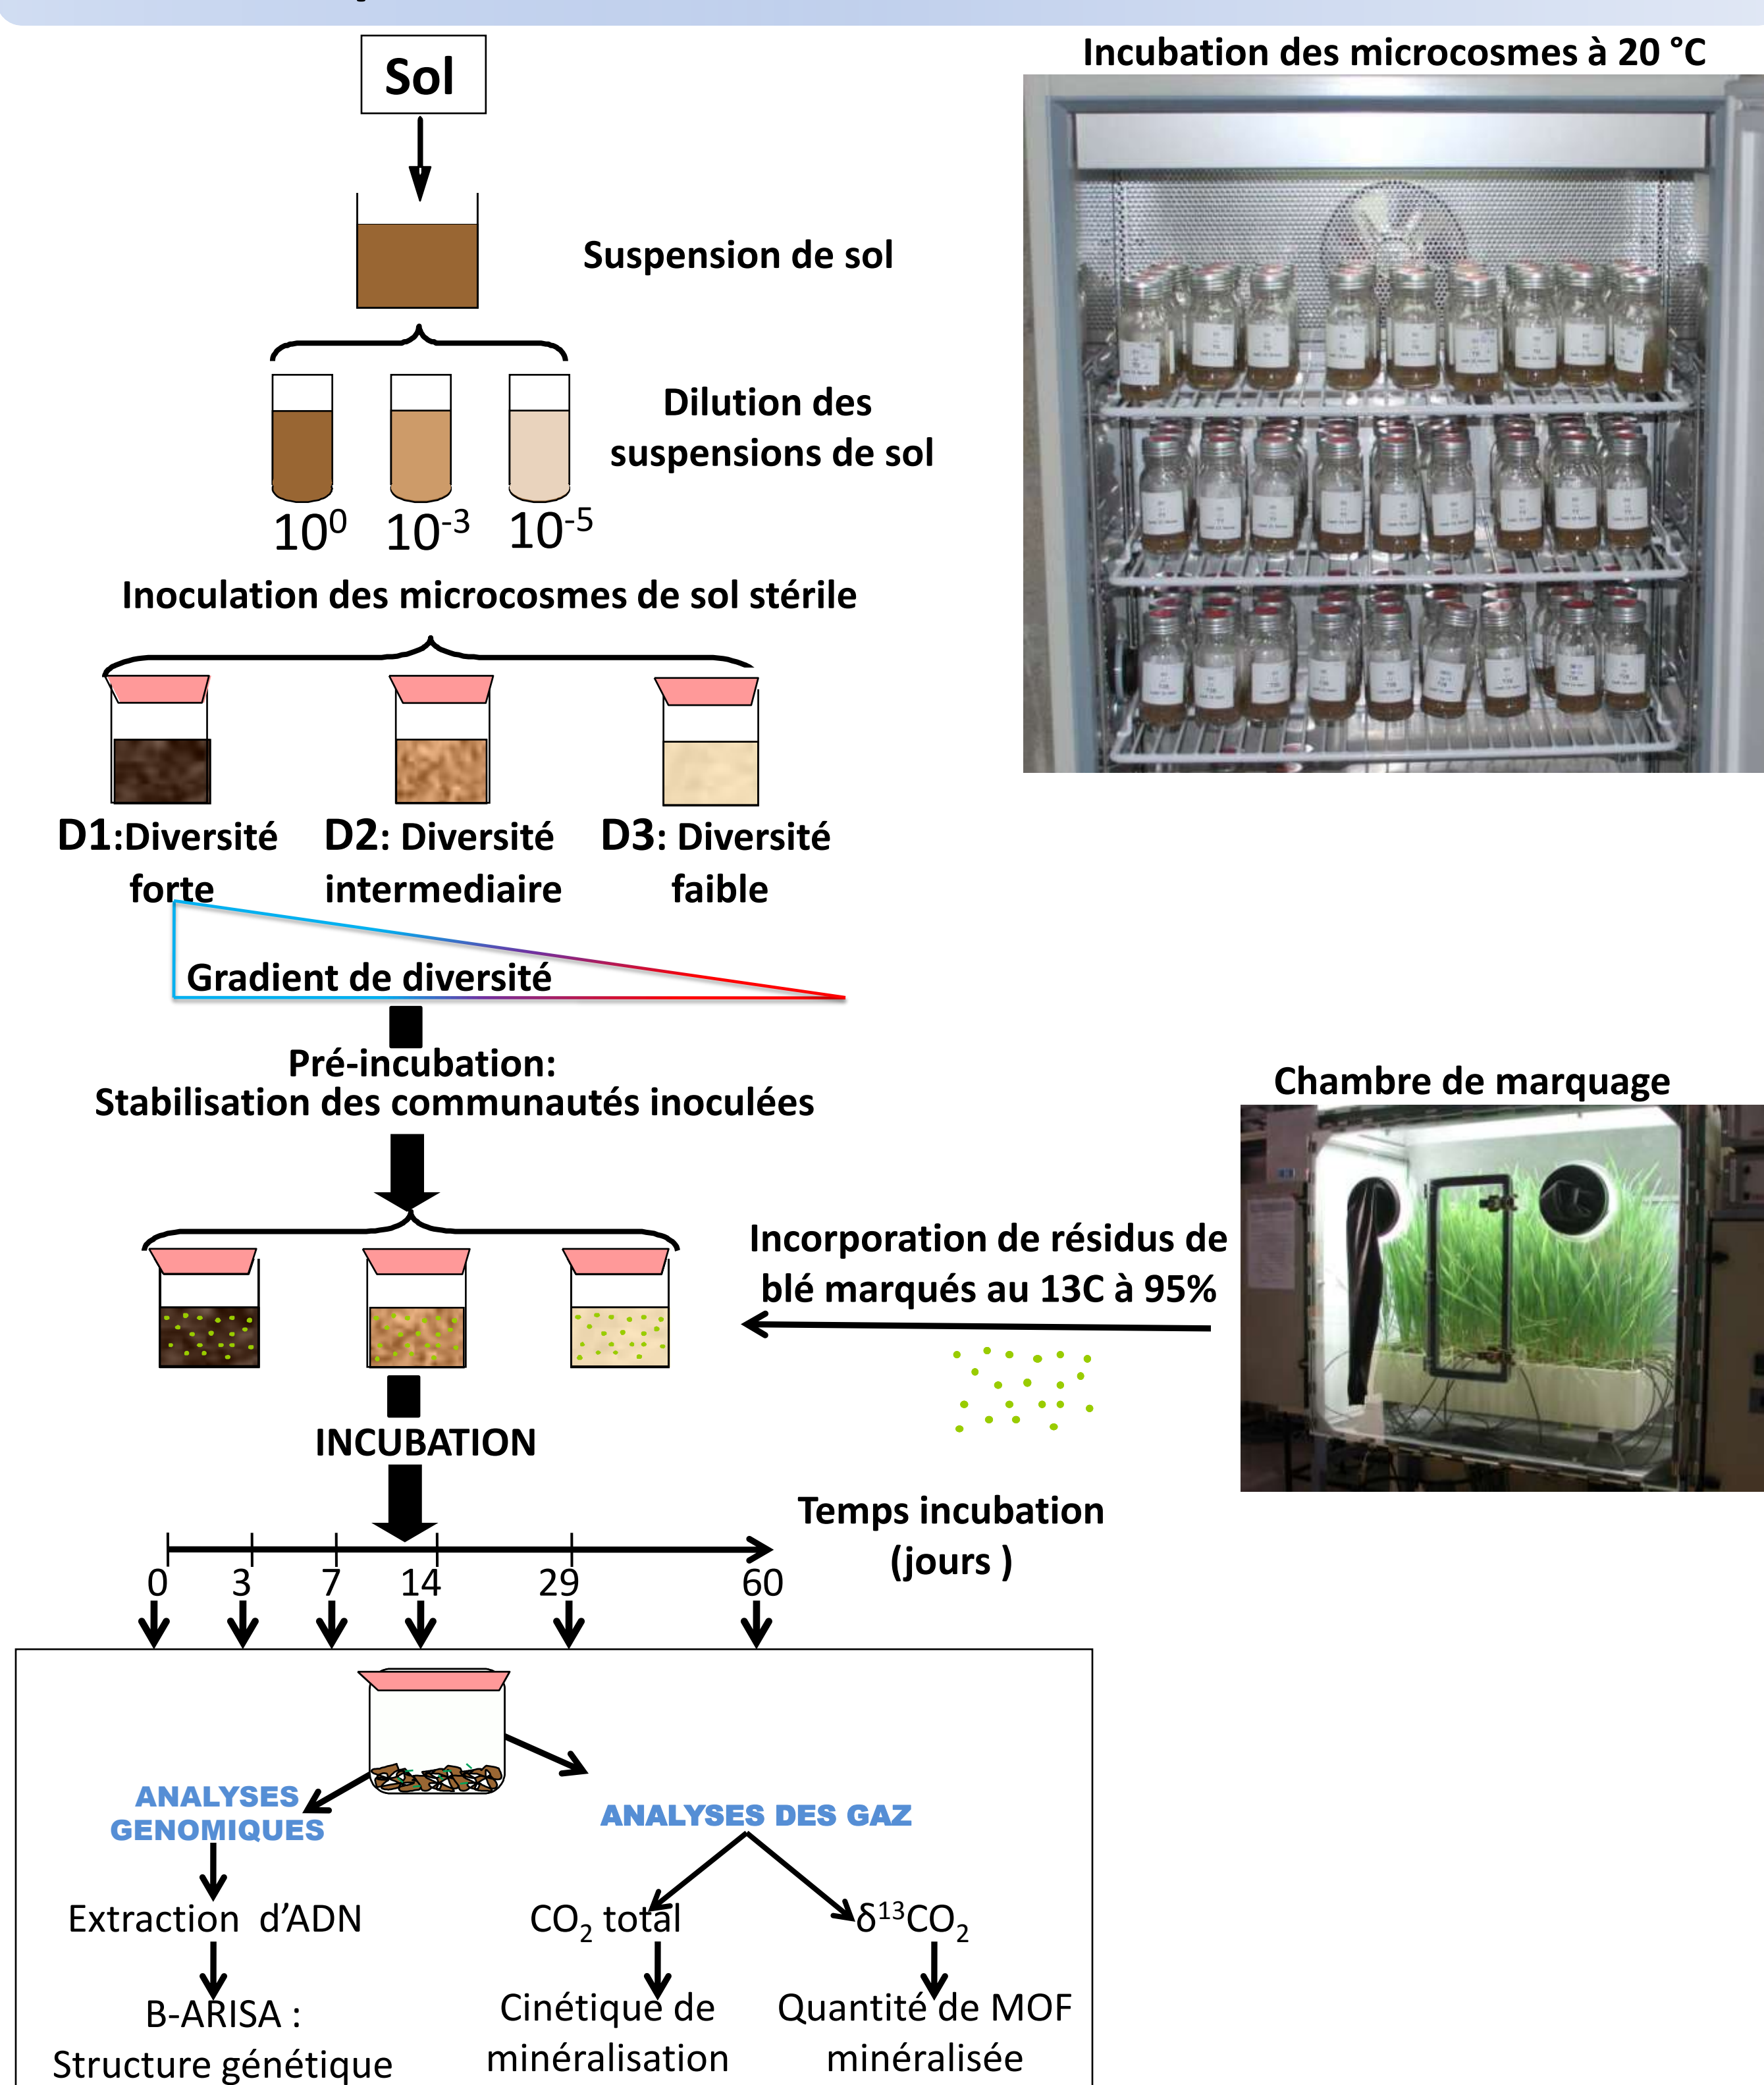 Sol
Suspension de sol
Dilution des
suspensions de sol
10⁰ 10⁻³ 10⁻⁵
Inoculation des microcosmes de sol stérile
D1:Diversité
forte
D2: Diversité
intermediaire
D3: Diversité
faible
Gradient de diversité
Pré-incubation:
Stabilisation des communautés inoculées
Incubation des microcosmes à 20 °C
Chambre de marquage
Incorporation de résidus de
blé marqués au 13C à 95%
INCUBATION
Temps incubation
(jours )
0 3 7 14 29 60
ANALYSES
GENOMIQUES
Extraction d’ADN
B-ARISA :
Structure génétique
ANALYSES DES GAZ
CO₂ total
Cinétique de
minéralisation
δ¹³CO₂
Quantité de MOF
minéralisée